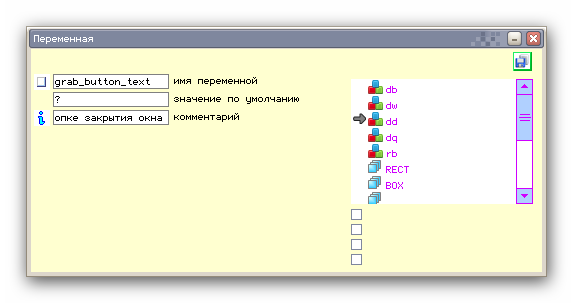 Переменная
grab_button_text имя переменной
? значение по умолчанию
опке закрытия окна комментарий
db
dw
dd
dq
rb
RECT
BOX